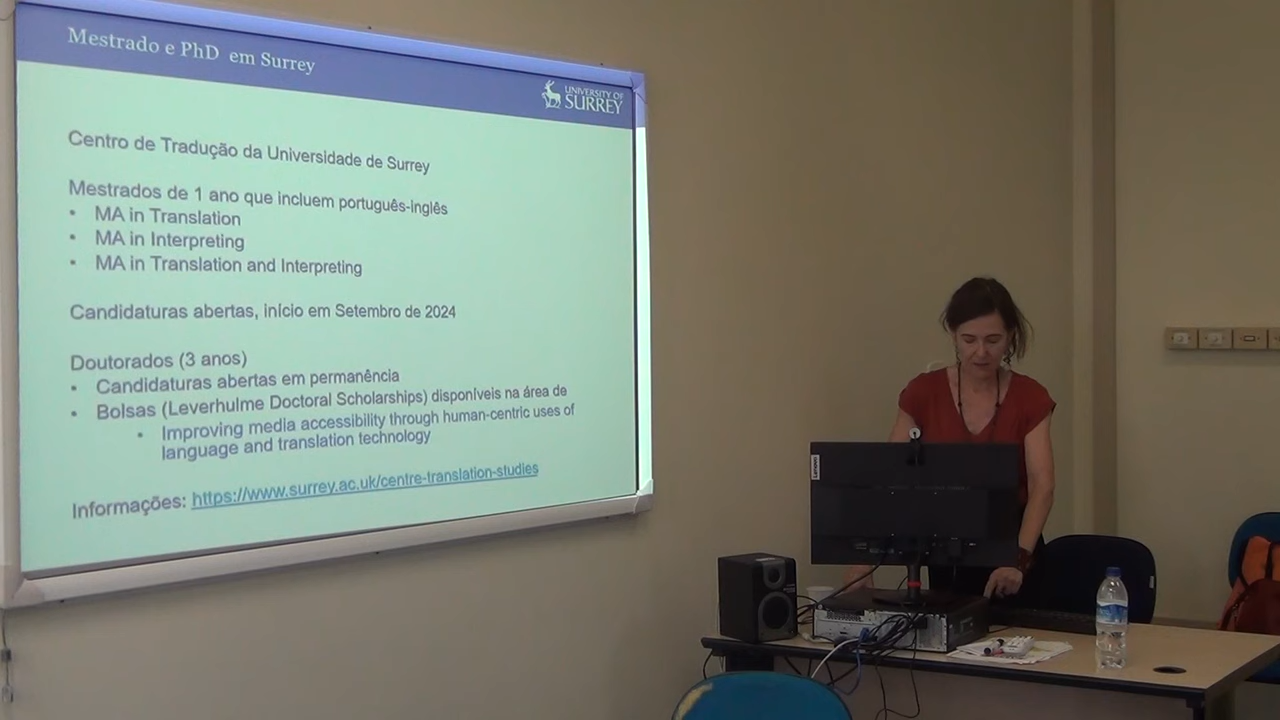 Mestrado e PhD em Surrey
UNIVERSITY OF
SURREY
Centro de Tradução da Universidade de Surrey
Mestrados de 1 ano que incluem português-inglês
• MA in Translation
• MA in Interpreting
• MA in Translation and Interpreting
Candidaturas abertas, início em Setembro de 2024
Doutorados (3 anos)
• Candidaturas abertas em permanência
• Bolsas (Leverhulme Doctoral Scholarships) disponíveis na área de
• Improving media accessibility through human-centric uses of
language and translation technology
Informações: https://www.surrey.ac.uk/centre-translation-studies
Lenovo